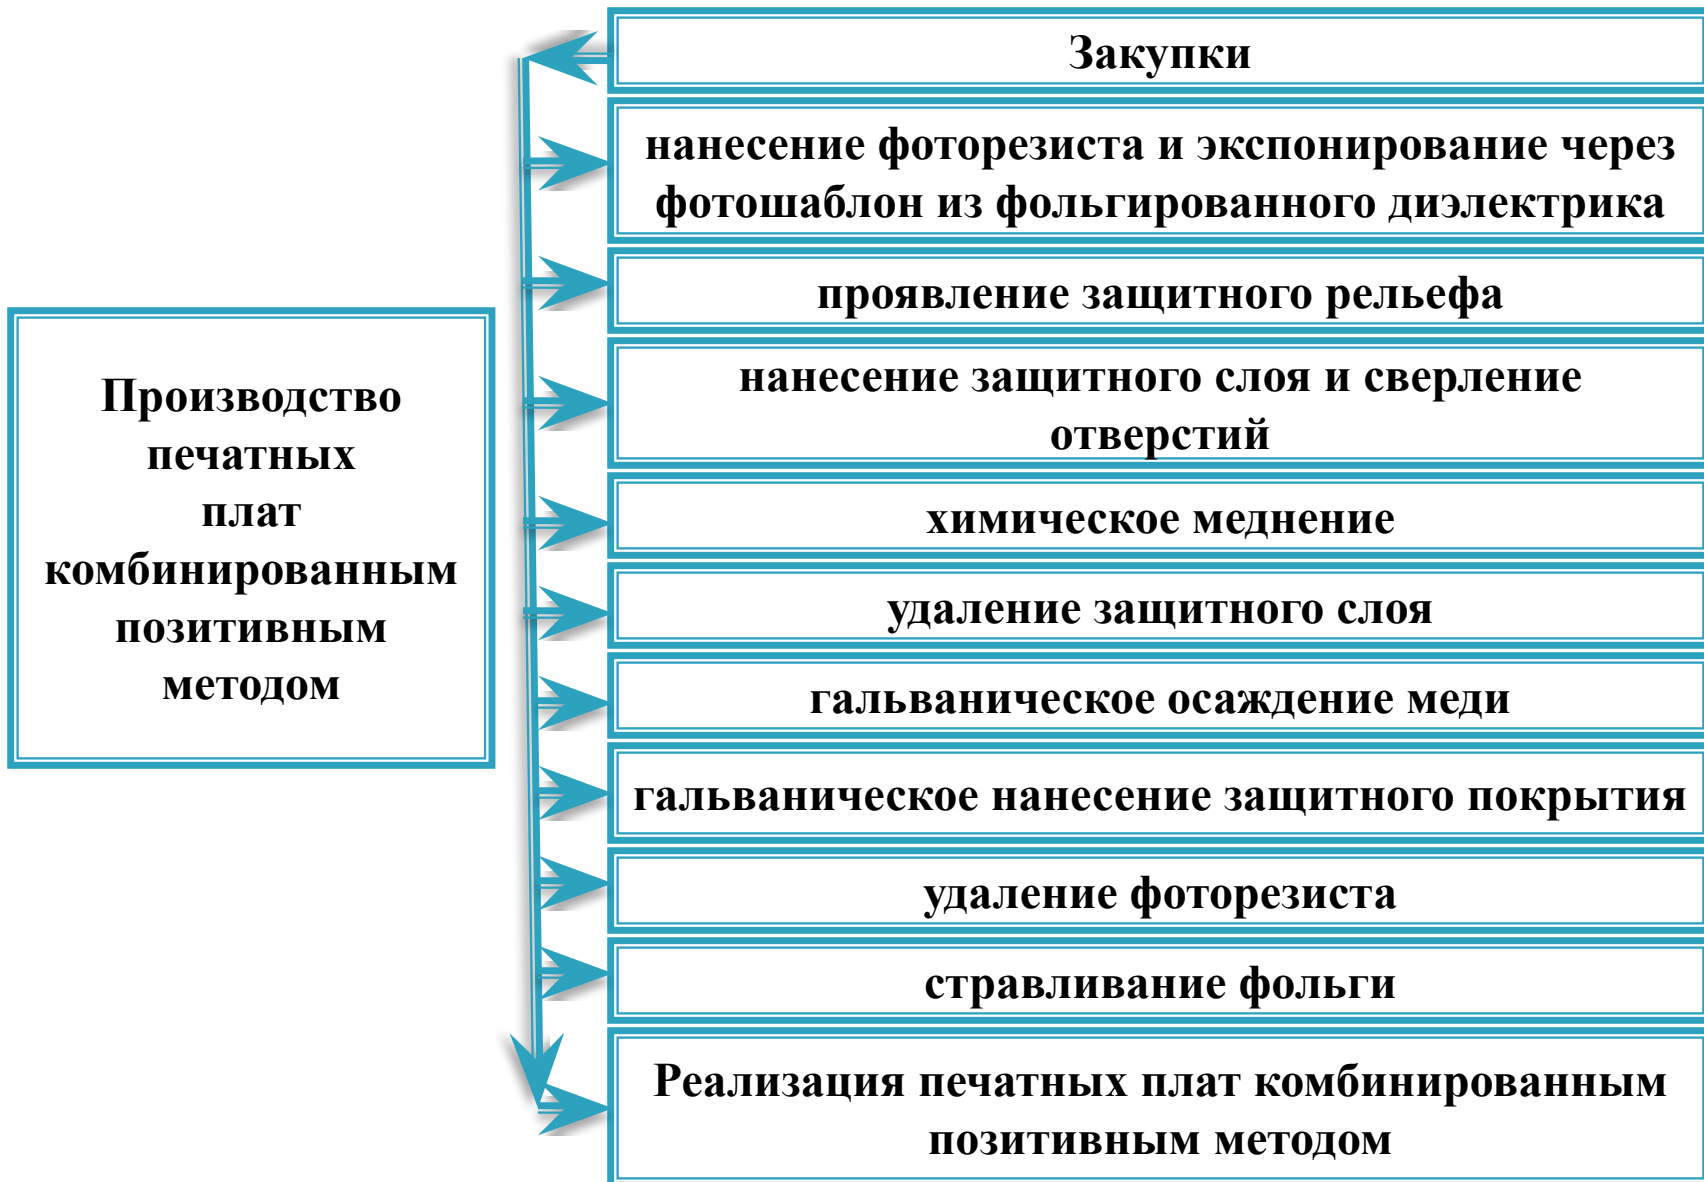 Закупки
нанесение фоторезиста и экспонирование через
фотошаблон из фольгированного диэлектрика
проявление защитного рельефа
нанесение защитного слоя и сверление
отверстий
химическое меднение
удаление защитного слоя
гальваническое осаждение меди
гальваническое нанесение защитного покрытия
удаление фоторезиста
стравливание фольги
Реализация печатных плат комбинированным
позитивным методом
Производство
печатных
плат
комбинированным
позитивным
методом